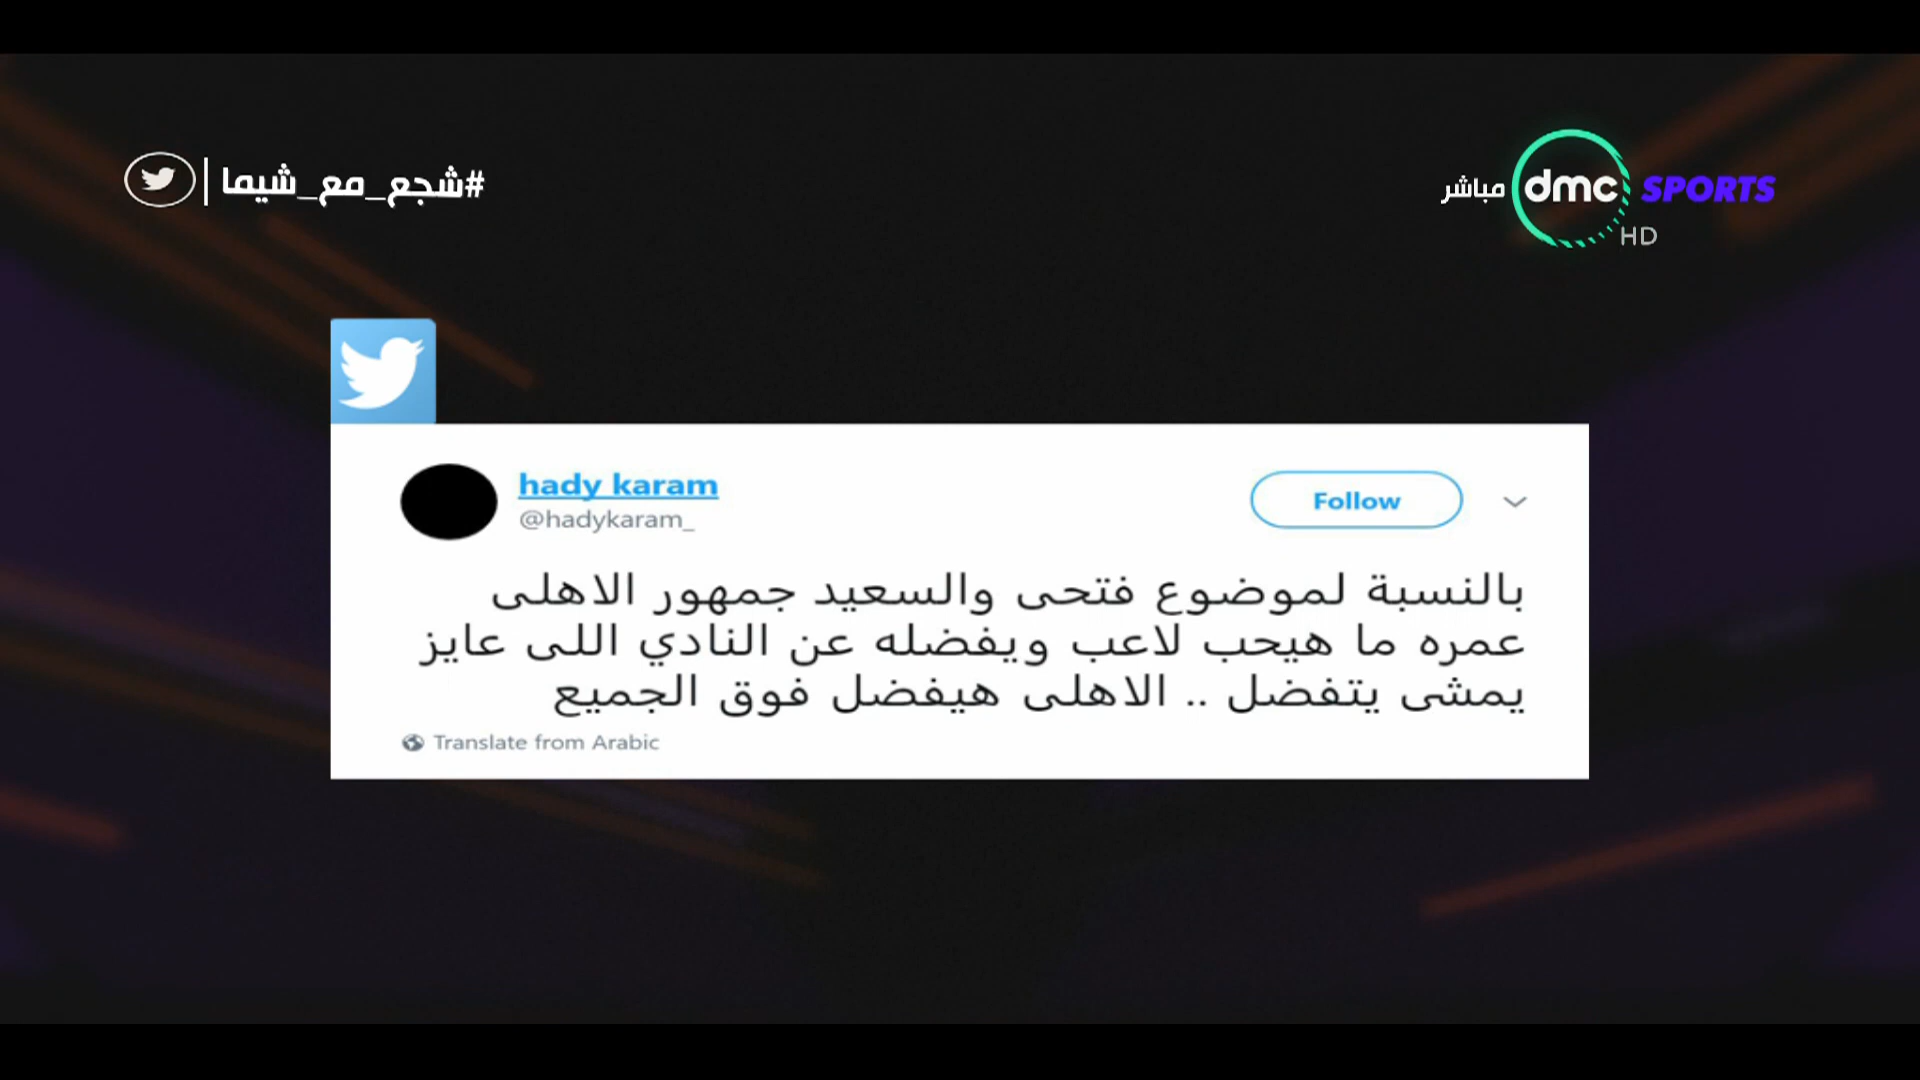 #شجع_مع_شيما
مباشر dmc SPORTS
HD
hady karam
@hadykaram_
Follow
بالنسبة لموضوع فتحى والسعيد جمهور الاهلى
عمره ما هيحب لاعب ويفضله عن النادي اللى عايز
يمشى يتفضل .. الاهلى هيفضل فوق الجميع
Translate from Arabic